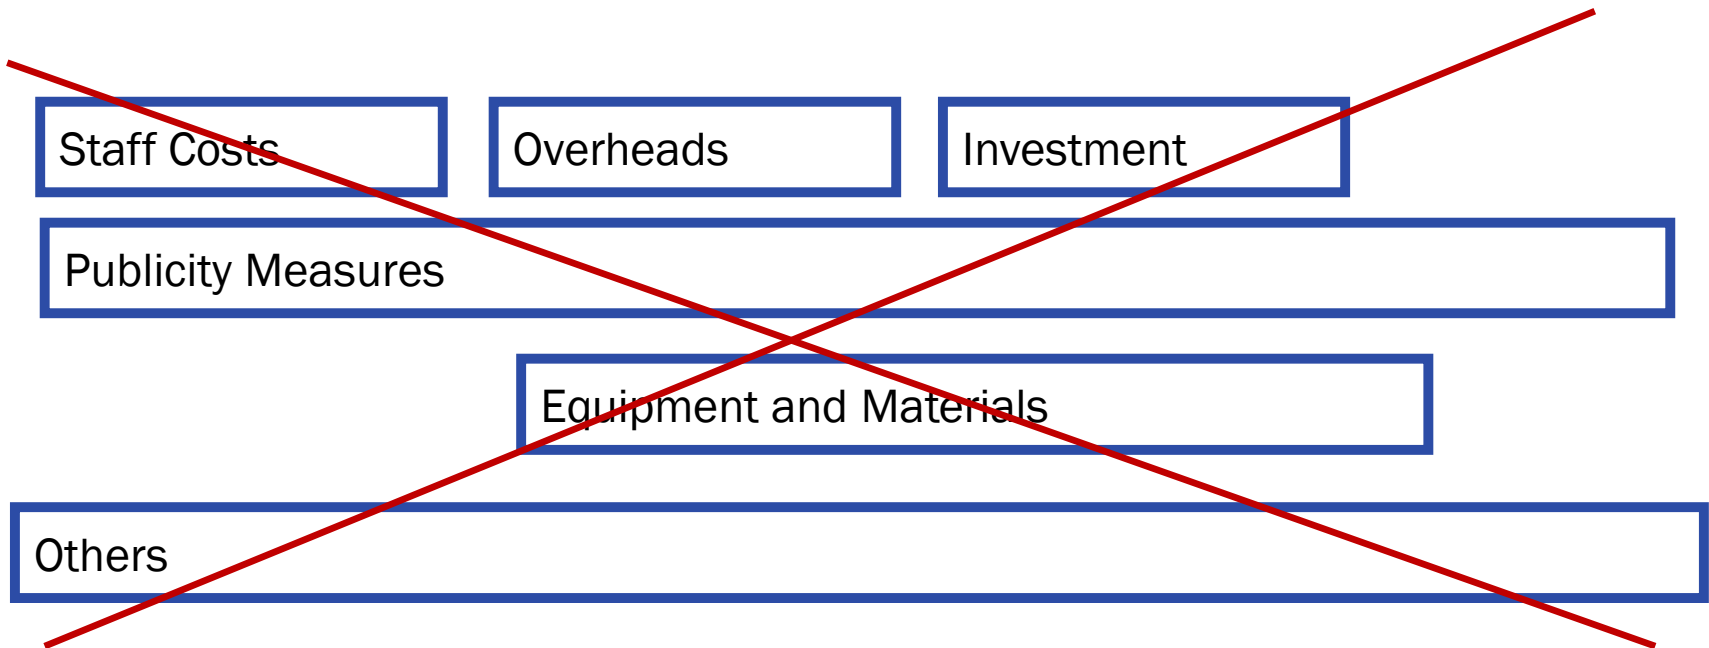 Staff Costs
Overheads
Investment
Publicity Measures
Equipment and Materials
Others